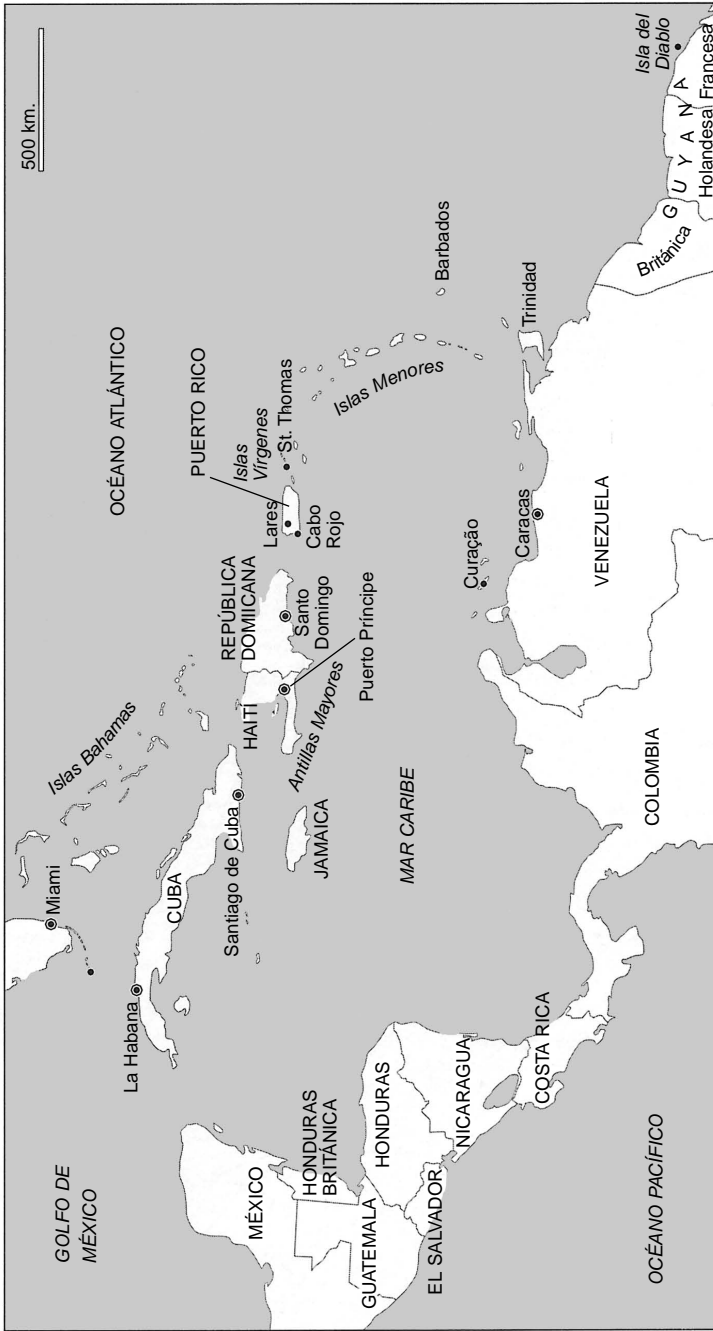 500 km.
GOLFO DE
MÉXICO
Miami
Islas Bahamas
OCÉANO ATLÁNTICO
La Habana
CUBA
Santiago de Cuba
HAITÍ
REPÚBLICA
DOMIICANA
PUERTO RICO
Islas
Vírgenes
St. Thomas
Lares
Cabo
Rojo
Santo
Domingo
Puerto Príncipe
Antillas Mayores
JAMAICA
MÉXICO
HONDURAS
BRITÁNICA
GUATEMALA
HONDURAS
EL SALVADOR
NICARAGUA
COSTA RICA
MAR CARIBE
Islas Menores
Barbados
Trinidad
Curação
Caracas
VENEZUELA
COLOMBIA
Isla del
Diablo
GUYANA
Británica
Holandesa
Francesa
OCÉANO PACÍFICO